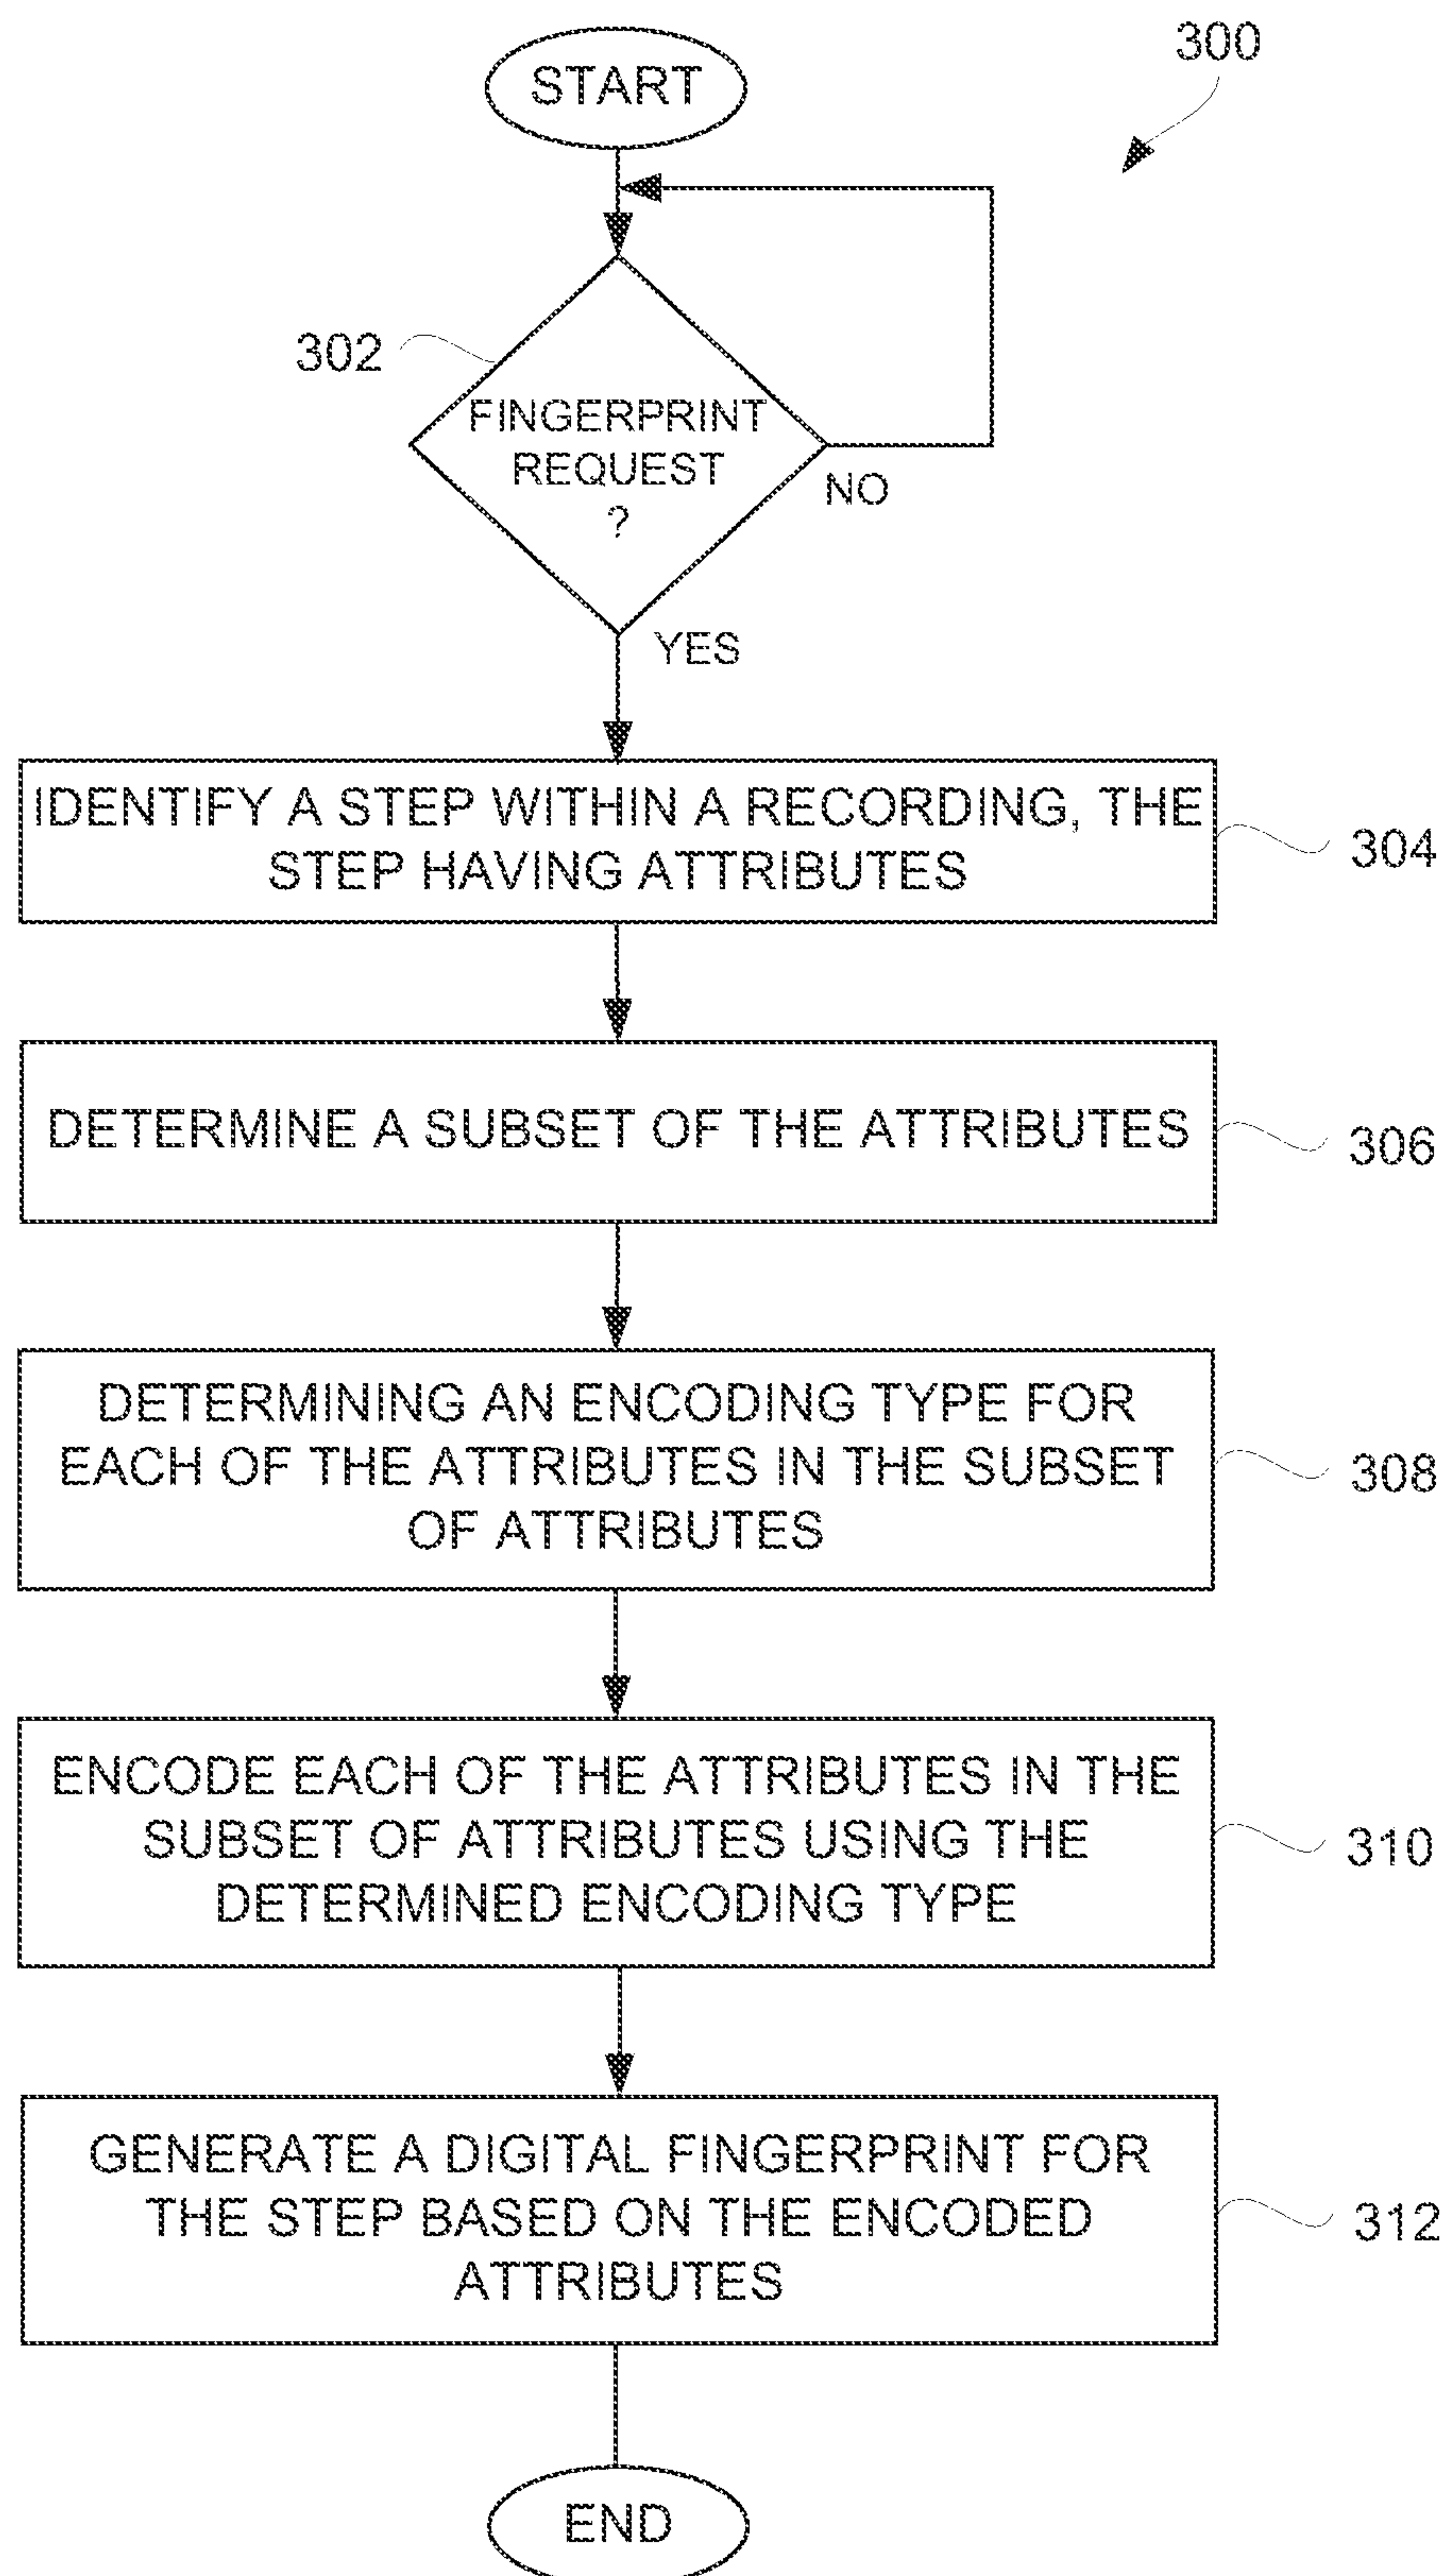 START
300
302
FINGERPRINT
REQUEST
?
NO
YES
IDENTIFY A STEP WITHIN A RECORDING, THE
STEP HAVING ATTRIBUTES
304
DETERMINE A SUBSET OF THE ATTRIBUTES
306
DETERMINING AN ENCODING TYPE FOR
EACH OF THE ATTRIBUTES IN THE SUBSET
OF ATTRIBUTES
308
ENCODE EACH OF THE ATTRIBUTES IN THE
SUBSET OF ATTRIBUTES USING THE
DETERMINED ENCODING TYPE
310
GENERATE A DIGITAL FINGERPRINT FOR
THE STEP BASED ON THE ENCODED
ATTRIBUTES
312
END